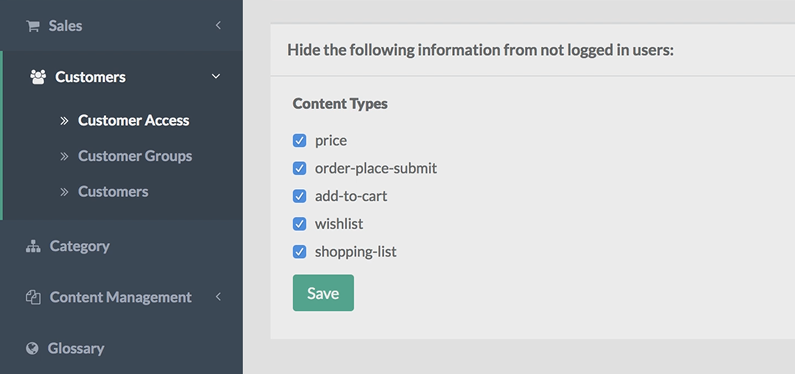 Sales
Customers
Customer Access
Customer Groups
Customers
Category
Content Management
Glossary
Hide the following information from not logged in users:
Content Types
price
order-place-submit
add-to-cart
wishlist
shopping-list
Save